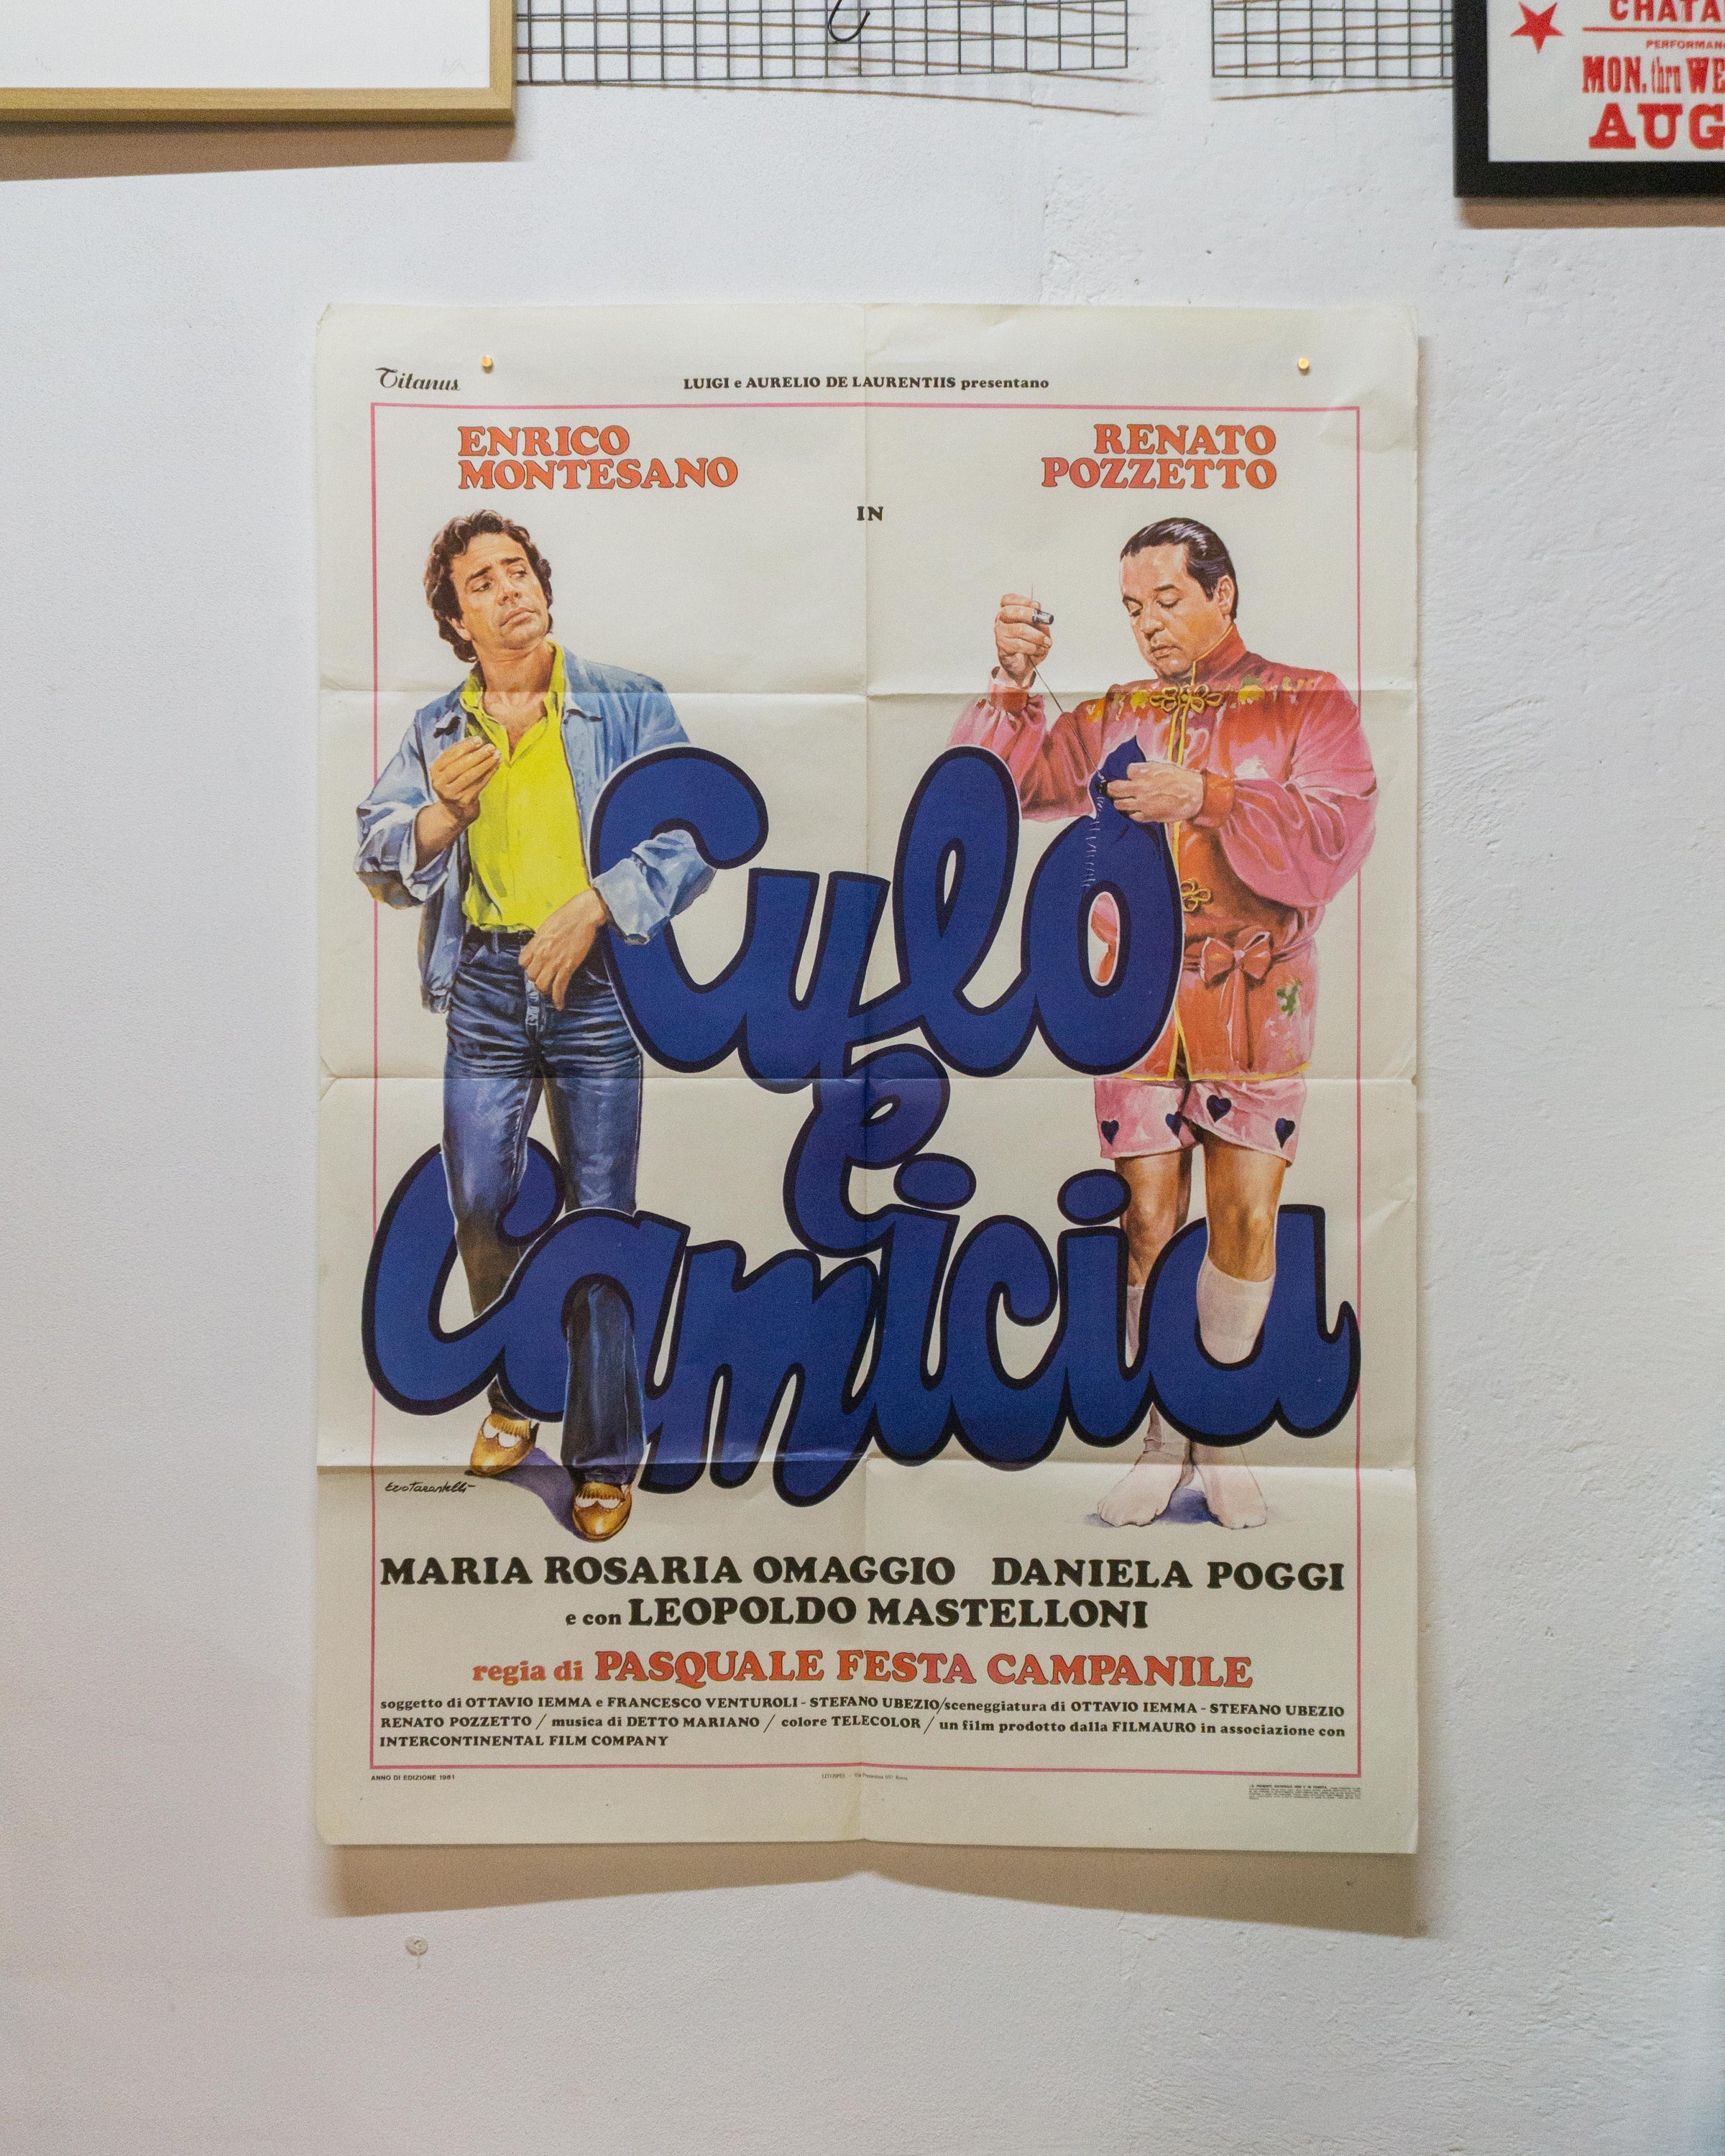 CHATA
PERFORMAN
MON. thru WE
AUG
Titanus
LUIGI e AURELIO DE LAURENTIIS presentano
ENRICO
MONTESANO
RENATO
POZZETTO
IN
Culo
e
Camicia
EzioTarantelli
MARIA ROSARIA OMAGGIO DANIELA POGGI
e con LEOPOLDO MASTELLONI
regia di PASQUALE FESTA CAMPANILE
soggetto di OTTAVIO IEMMA e FRANCESCO VENTUROLI - STEFANO UBEZIO/sceneggiatura di OTTAVIO IEMMA - STEFANO UBEZIO
RENATO POZZETTO / musica di DETTO MARIANO / colore TELECOLOR / un film prodotto dalla FILMAURO in associazione con
INTERCONTINENTAL FILM COMPANY
ANNO DI EDIZIONE 1981